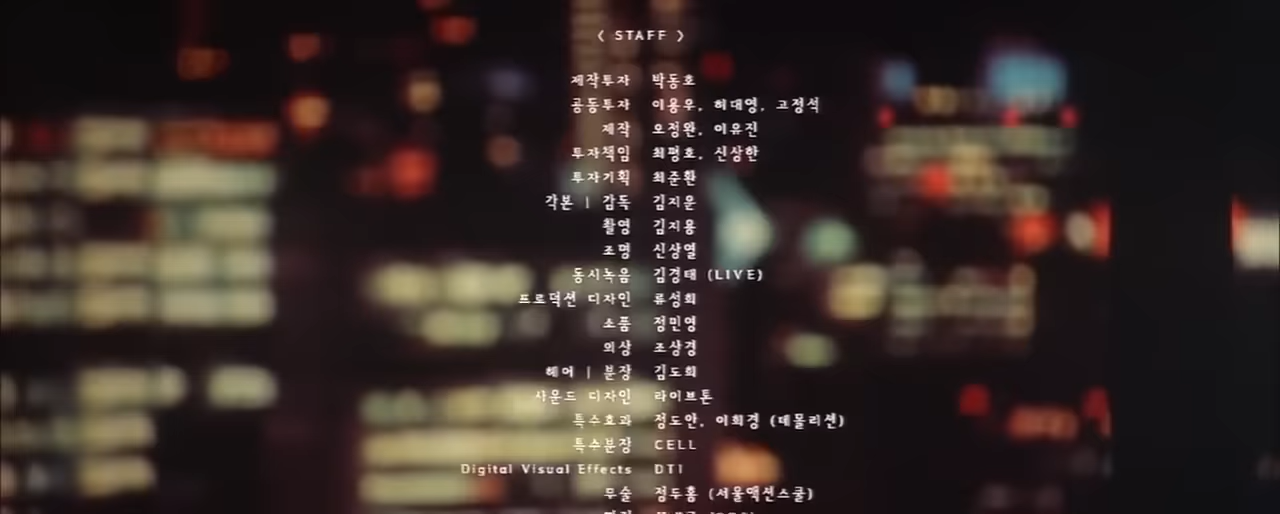 〈 STAFF 〉
제작투자 박동호
공동투자 이용우, 허대영, 고정석
제작 오정완, 이유진
투자책임 최평호, 신상한
투자기획 최준환
각본 | 감독 김지운
촬영 김지용
조명 신상열
동시녹음 김경태 (LIVE)
프로덕션 디자인 류성희
소품 정민영
의상 조상경
헤어 | 분장 김도희
사운드 디자인 라이브톤
특수효과 정도안, 이희경 (데몰리션)
특수분장 CELL
Digital Visual Effects DTI
무술 정두홍 (서울액션스쿨)